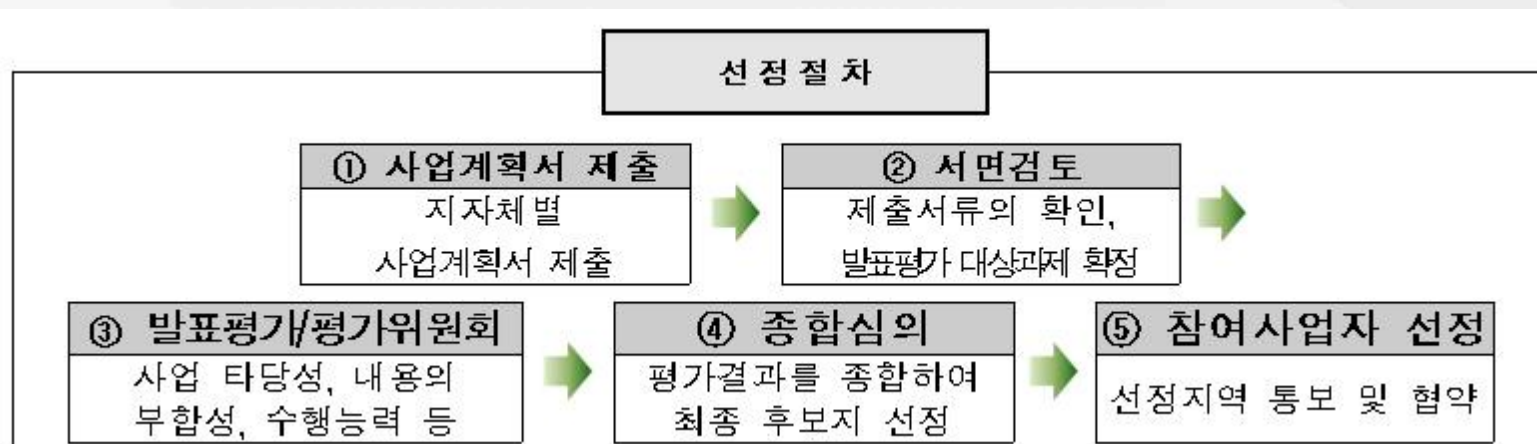 선정절차
① 사업계획서 제출
지자체별
사업계획서 제출
② 서면검토
제출서류의 확인,
발표평가 대상과제 확정
③ 발표평가/평가위원회
사업 타당성, 내용의
부합성, 수행능력 등
④ 종합심의
평가결과를 종합하여
최종 후보지 선정
⑤ 참여사업자 선정
선정지역 통보 및 협약